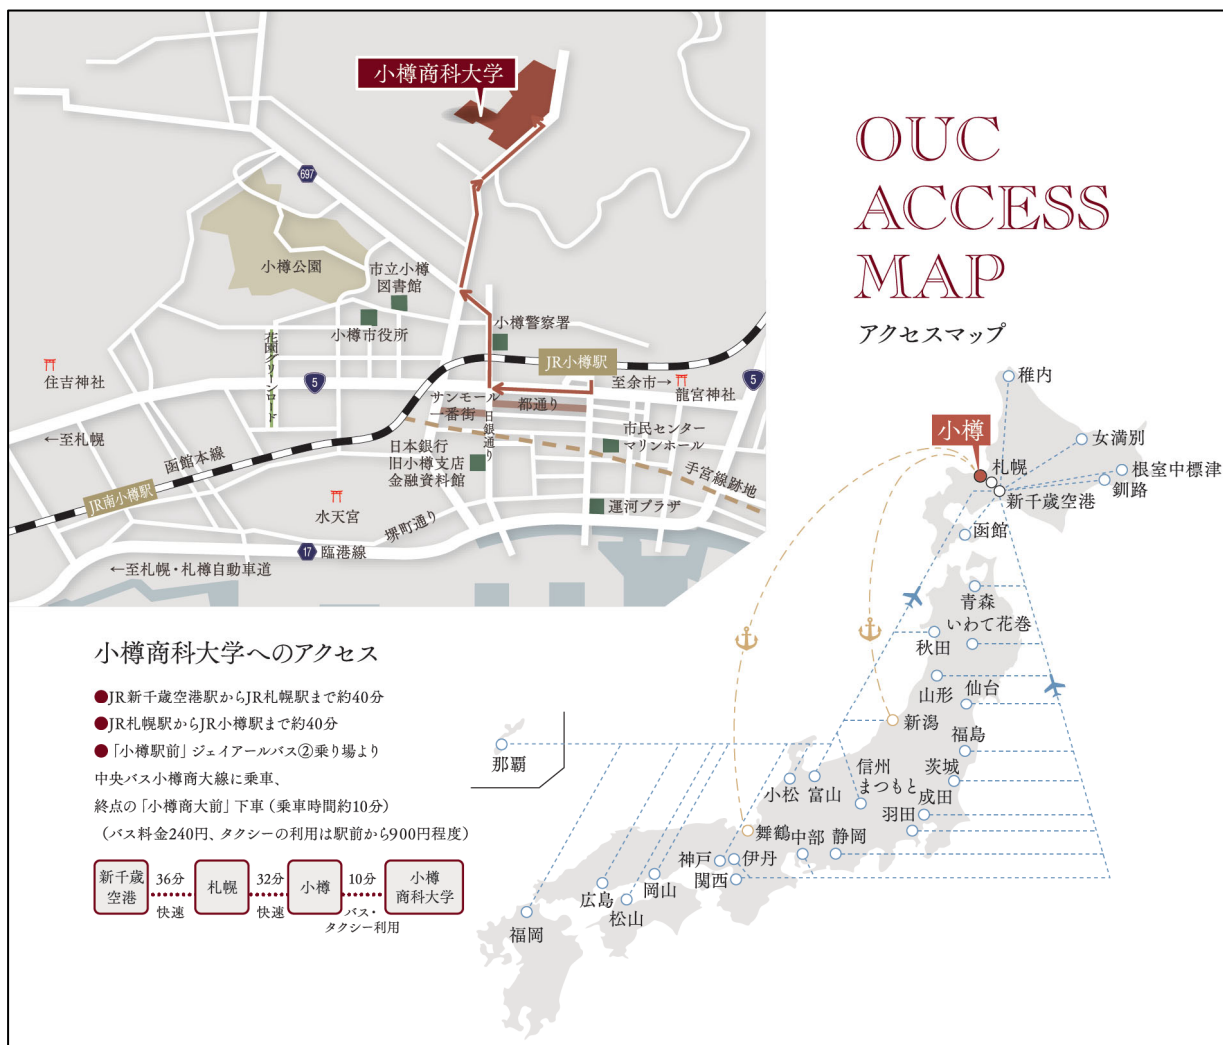 小樽商科大学
697
小樽公園
市立小樽
図書館
小樽市役所
小樽警察署
花園グリーンロード
JR小樽駅
住吉神社
5
至余市→
龍宮神社
5
サンモール
一番街
都通り
日銀通り
←至札幌
函館本線
日本銀行
旧小樽支店
金融資料館
市民センター
マリンホール
手宮線跡地
JR南小樽駅
水天宮
堺町通り
運河プラザ
17
臨港線
←至札幌・札樽自動車道
OUC
ACCESS
MAP
アクセスマップ
稚内
小樽
札幌
女満別
根室中標津
釧路
新千歳空港
函館
青森
いわて花巻
秋田
山形
仙台
新潟
福島
那覇
小松
富山
信州
まつもと
茨城
成田
羽田
舞鶴
中部
静岡
神戸
伊丹
関西
岡山
広島
松山
福岡
小樽商科大学へのアクセス
●JR新千歳空港駅からJR札幌駅まで約40分
●JR札幌駅からJR小樽駅まで約40分
●「小樽駅前」ジェイアールバス②乗り場より
中央バス小樽商大線に乗車、
終点の「小樽商大前」下車（乗車時間約10分）
（バス料金240円、タクシーの利用は駅前から900円程度）
新千歳
空港
36分
快速
札幌
32分
快速
小樽
10分
バス・
タクシー利用
小樽
商科大学